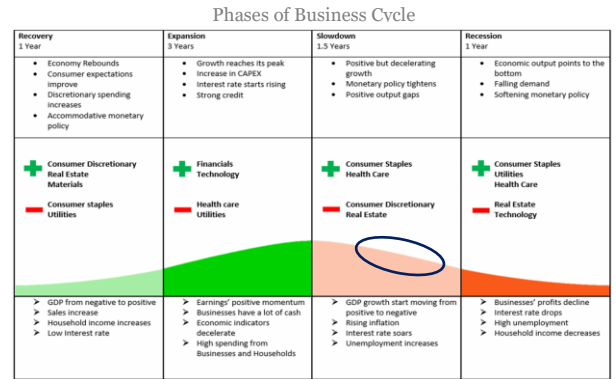 Phases of Business Cycle
Recovery
1 Year
Expansion
3 Years
Slowdown
1.5 Years
Recession
1 Year
• Economy Rebounds
• Consumer expectations
improve
• Discretionary spending
increases
• Accommodative monetary
policy
• Growth reaches its peak
• Increase in CAPEX
• Interest rate starts rising
• Strong credit
• Positive but decelerating
growth
• Monetary policy tightens
• Positive output gaps
• Economic output points to the
bottom
• Falling demand
• Softening monetary policy
Consumer Discretionary
Real Estate
Materials
Consumer staples
Utilities
Financials
Technology
Health care
Utilities
Consumer Staples
Health Care
Consumer Discretionary
Real Estate
Consumer Staples
Utilities
Health Care
Real Estate
Technology
➢ GDP from negative to positive
➢ Sales increase
➢ Household income increases
➢ Low Interest rate
➢ Earnings' positive momentum
➢ Businesses have a lot of cash
➢ Economic indicators
decelerate
➢ High spending from
Businesses and Households
➢ GDP growth start moving from
positive to negative
➢ Rising inflation
➢ Interest rate soars
➢ Unemployment increases
➢ Businesses' profits decline
➢ Interest rate drops
➢ High unemployment
➢ Household income decreases